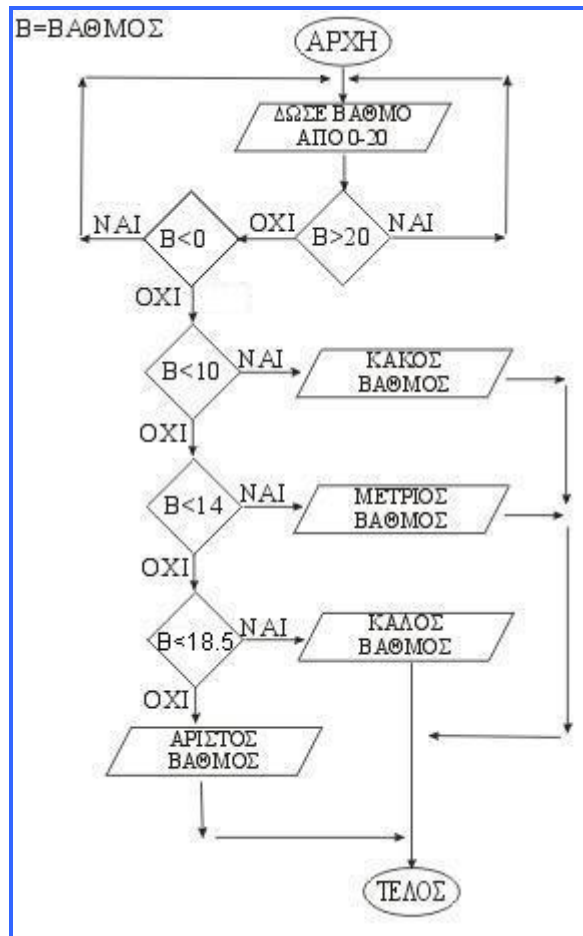 Β=ΒΑΘΜΟΣ
ΑΡΧΗ
ΔΩΣΕ ΒΑΘΜΟ
ΑΠΟ 0-20
ΝΑΙ
Β<0
ΟΧΙ
Β>20
ΝΑΙ
ΟΧΙ
Β<10
ΝΑΙ
ΚΑΚΟΣ
ΒΑΘΜΟΣ
ΟΧΙ
Β<14
ΝΑΙ
ΜΕΤΡΙΟΣ
ΒΑΘΜΟΣ
ΟΧΙ
Β<18.5
ΝΑΙ
ΚΑΛΟΣ
ΒΑΘΜΟΣ
ΟΧΙ
ΑΡΙΣΤΟΣ
ΒΑΘΜΟΣ
ΤΕΛΟΣ